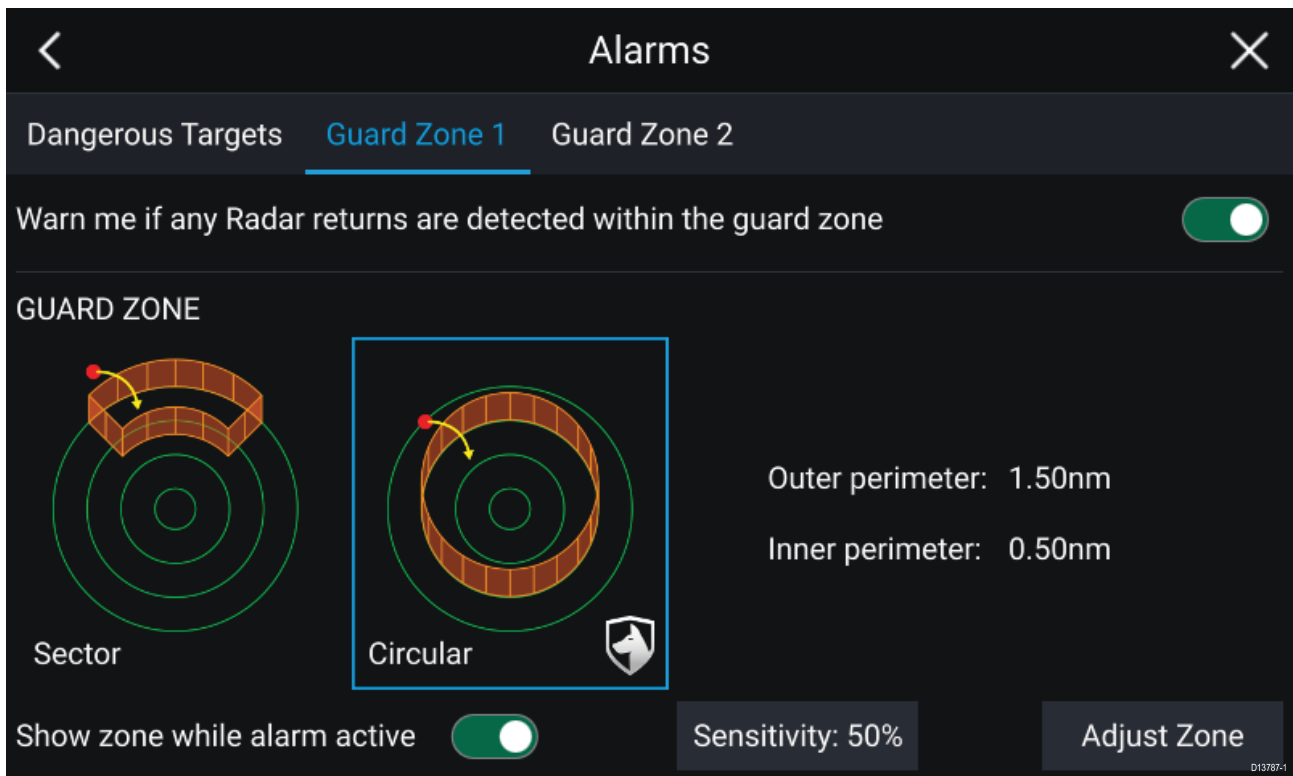 Alarms
Dangerous Targets Guard Zone 1 Guard Zone 2
Warn me if any Radar returns are detected within the guard zone
GUARD ZONE
Outer perimeter: 1.50nm
Inner perimeter: 0.50nm
Sector Circular
Show zone while alarm active Sensitivity: 50% Adjust Zone
D13787-1